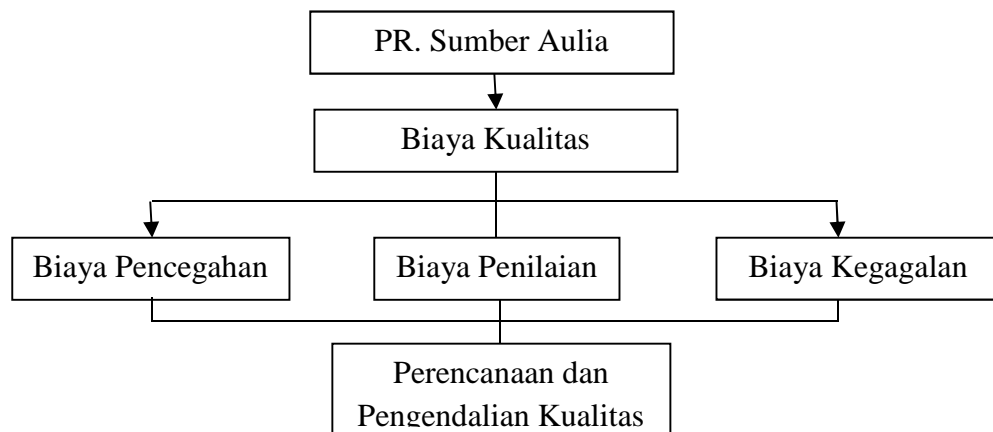 PR. Sumber Aulia
Biaya Kualitas
Biaya Pencegahan
Biaya Penilaian
Biaya Kegagalan
Perencanaan dan
Pengendalian Kualitas